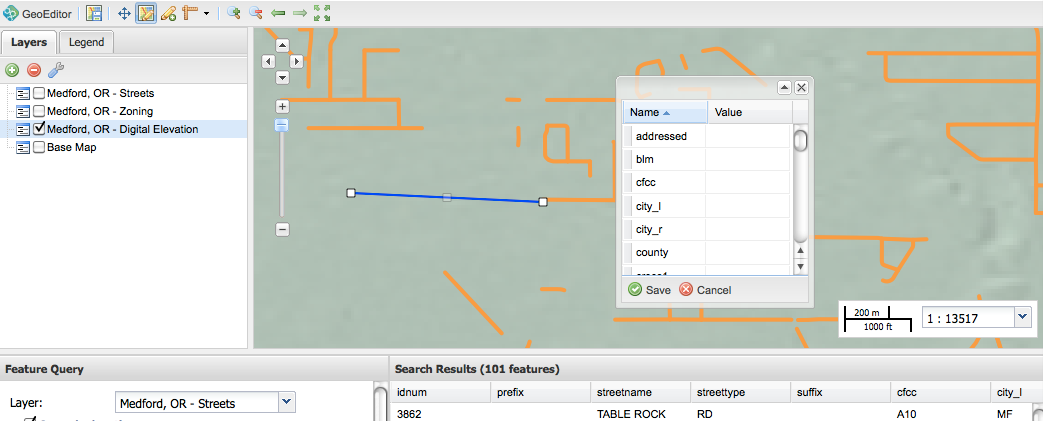 GeoEditor
Layers Legend
Medford, OR - Streets
Medford, OR - Zoning
Medford, OR - Digital Elevation
Base Map
Name Value
addressed
blm
cfcc
city_l
city_r
county
Save Cancel
200 m
1000 ft
1 : 13517
Feature Query
Layer: Medford, OR - Streets
Search Results (101 features)
idnum prefix streetname streettype suffix cfcc city_l
3862 TABLE ROCK RD A10 MF